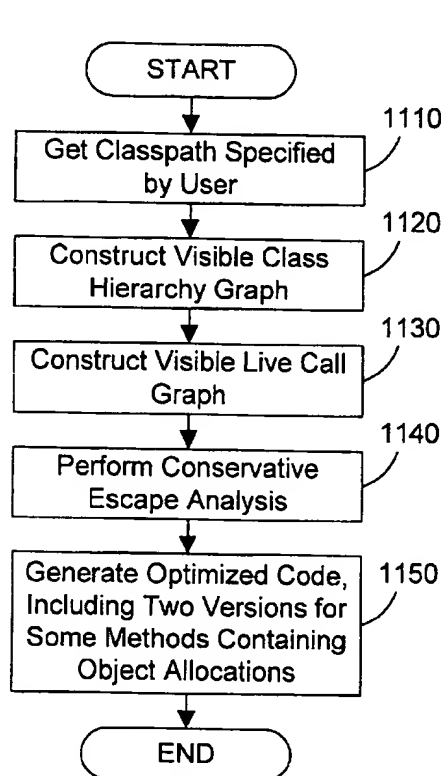 START
1110
Get Classpath Specified
by User
1120
Construct Visible Class
Hierarchy Graph
1130
Construct Visible Live Call
Graph
1140
Perform Conservative
Escape Analysis
1150
Generate Optimized Code,
Including Two Versions for
Some Methods Containing
Object Allocations
END